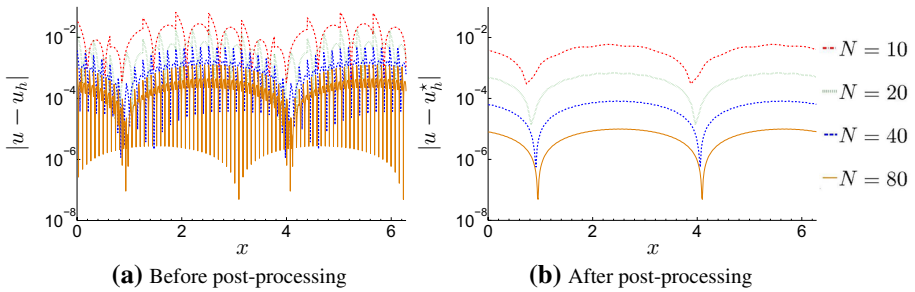 10⁻²
10⁻⁴
10⁻⁶
10⁻⁸
|u − u_h|
0 2 4 6
x
(a) Before post-processing
10⁻²
10⁻⁴
10⁻⁶
10⁻⁸
|u − u_h^⋆|
0 2 4 6
x
(b) After post-processing
N = 10
N = 20
N = 40
N = 80